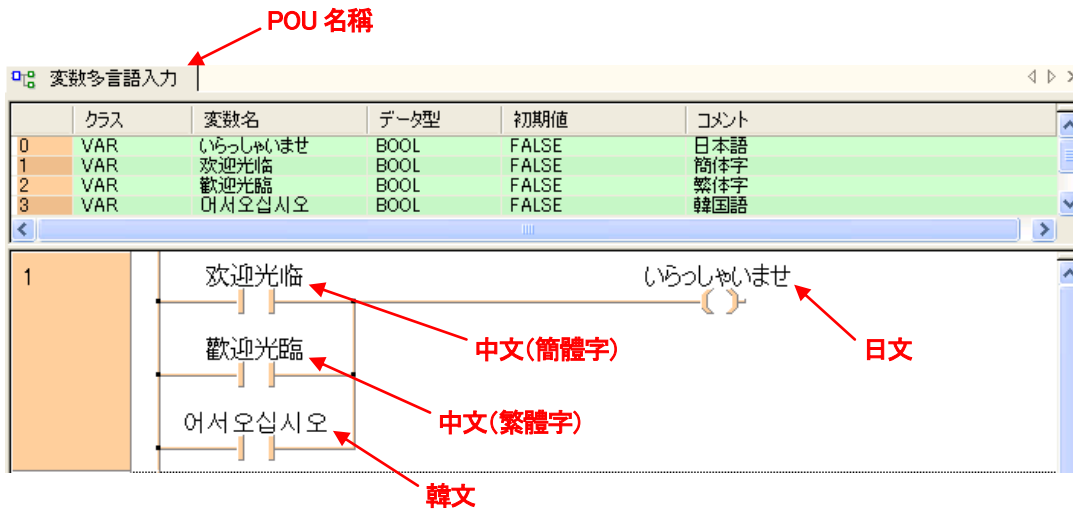 POU 名稱
変数多言語入力
クラス 変数名 データ型 初期値 コメント
0 VAR いらっしゃいませ BOOL FALSE 日本語
1 VAR 欢迎光临 BOOL FALSE 簡体字
2 VAR 歡迎光臨 BOOL FALSE 繁体字
3 VAR 어서오십시오 BOOL FALSE 韓国語
1
欢迎光临 いらっしゃいませ
中文(簡體字) 日文
歡迎光臨
中文(繁體字)
어서오십시오
韓文